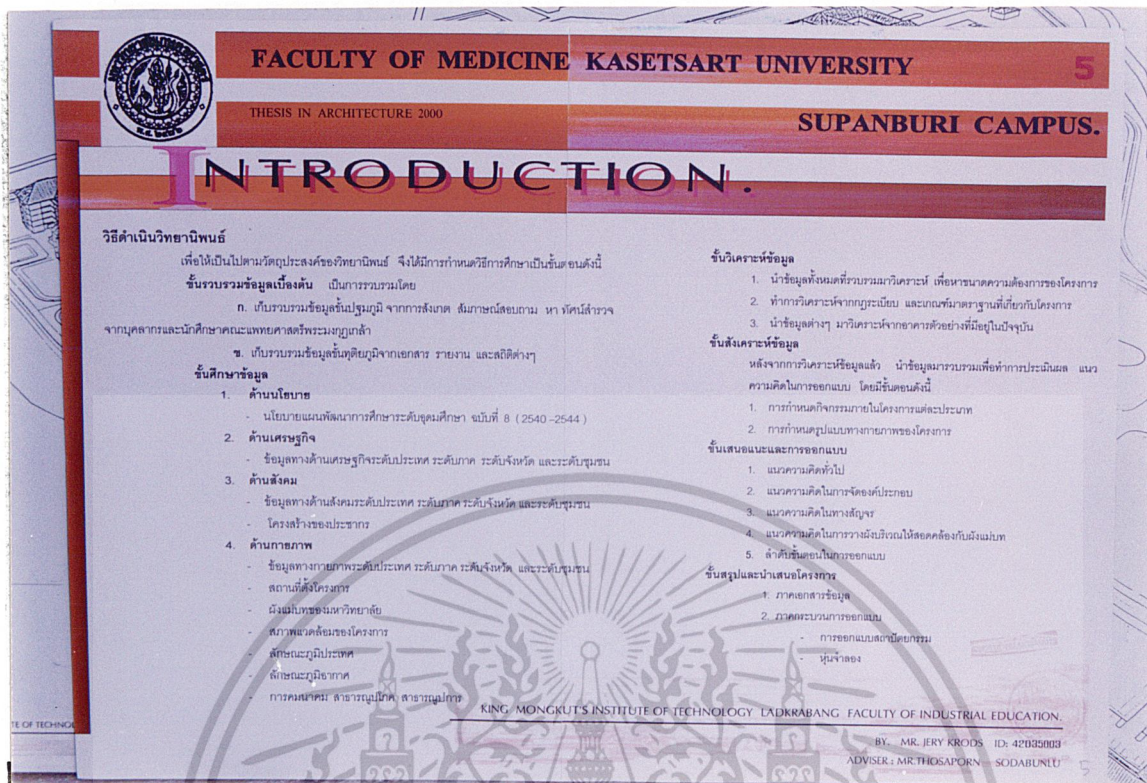 FACULTY OF MEDICINE KASETSART UNIVERSITY
5
THESIS IN ARCHITECTURE 2000
SUPANBURI CAMPUS.
INTRODUCTION.
วิธีดำเนินวิทยานิพนธ์
เพื่อให้เป็นไปตามวัตถุประสงค์ของวิทยานิพนธ์ จึงได้มีการกำหนดวิธีการศึกษาเป็นขั้นตอนดังนี้
ขั้นรวบรวมข้อมูลเบื้องต้น เป็นการรวบรวมโดย
ก. เก็บรวบรวมข้อมูลขั้นปฐมภูมิ จากการสังเกต สัมภาษณ์สอบถาม หา ทัศน์สำรวจ
จากบุคลากรและนักศึกษาคณะแพทยศาสตร์พระมงกุฎเกล้า
ข. เก็บรวบรวมข้อมูลขั้นทุติยภูมิจากเอกสาร รายงาน และสถิติต่างๆ
ขั้นศึกษาข้อมูล
1. ด้านนโยบาย
- นโยบายแผนพัฒนาการศึกษาระดับอุดมศึกษา ฉบับที่ 8 ( 2540 –2544 )
2. ด้านเศรษฐกิจ
- ข้อมูลทางด้านเศรษฐกิจระดับประเทศ ระดับภาค ระดับจังหวัด และระดับชุมชน
3. ด้านสังคม
- ข้อมูลทางด้านสังคมระดับประเทศ ระดับภาค ระดับจังหวัด และระดับชุมชน
- โครงสร้างของประชากร
4. ด้านกายภาพ
- ข้อมูลทางกายภาพระดับประเทศ ระดับภาค ระดับจังหวัด และระดับชุมชน
- สถานที่ตั้งโครงการ
- ผังแม่บทของมหาวิทยาลัย
- สภาพแวดล้อมของโครงการ
- ลักษณะภูมิประเทศ
- ลักษณะภูมิอากาศ
- การคมนาคม สาธารณูปโภค สาธารณูปการ
ขั้นวิเคราะห์ข้อมูล
1. นำข้อมูลทั้งหมดที่รวบรวมมาวิเคราะห์ เพื่อหาขนาดความต้องการของโครงการ
2. ทำการวิเคราะห์จากกฎระเบียบ และเกณฑ์มาตราฐานที่เกี่ยวกับโครงการ
3. นำข้อมูลต่างๆ มาวิเคราะห์จากอาคารตัวอย่างที่มีอยู่ในปัจจุบัน
ขั้นสังเคราะห์ข้อมูล
หลังจากการวิเคราะห์ข้อมูลแล้ว นำข้อมูลมารวบรวมเพื่อทำการประเมินผล แนว
ความคิดในการออกแบบ โดยมีขั้นตอนดังนี้
1. การกำหนดกิจกรรมภายในโครงการแต่ละประเภท
2. การกำหนดรูปแบบทางกายภาพของโครงการ
ขั้นเสนอแนะและการออกแบบ
1. แนวความคิดทั่วไป
2. แนวความคิดในการจัดองค์ประกอบ
3. แนวความคิดในทางสัญจร
4. แนวความคิดในการวางผังบริเวณให้สอดคล้องกับผังแม่บท
5. ลำดับขั้นตอนในการออกแบบ
ขั้นสรุปและนำเสนอโครงการ
1. ภาคเอกสารข้อมูล
2. ภาคกระบวนการออกแบบ
- การออกแบบสถาปัตยกรรม
- หุ่นจำลอง
KING MONGKUT'S INSTITUTE OF TECHNOLOGY LADKRABANG FACULTY OF INDUSTRIAL EDUCATION.
BY. MR. JERY KRODS ID: 42035003
ADVISER : MR.THOSAPORN SODABUNLU
5
TE OF TECHNOL